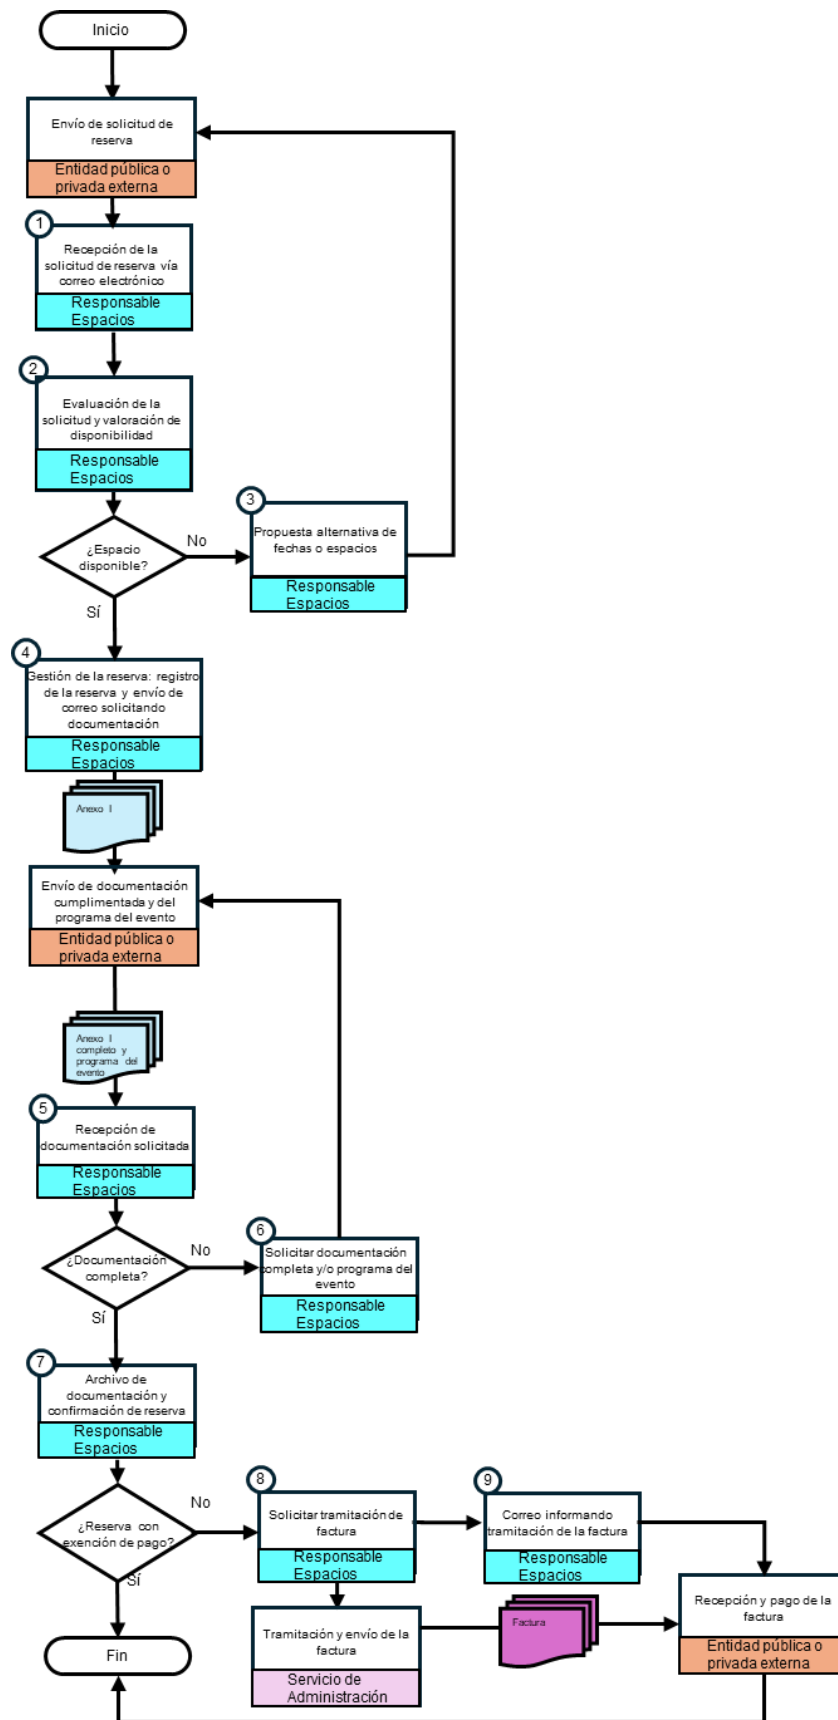 Inicio
Envío de solicitud de
reserva
Entidad pública o
privada externa
1
Recepción de la
solicitud de reserva vía
correo electrónico
Responsable
Espacios
2
Evaluación de la
solicitud y valoración de
disponibilidad
Responsable
Espacios
¿Espacio
disponible?
No
Sí
3
Propuesta alternativa de
fechas o espacios
Responsable
Espacios
4
Gestión de la reserva: registro
de la reserva y envío de
correo solicitando
documentación
Responsable
Espacios
Anexo I
Envío de documentación
cumplimentada y del
programa del evento
Entidad pública o
privada externa
Anexo I
completo y
programa del
evento
5
Recepción de
documentación solicitada
Responsable
Espacios
¿Documentación
completa?
No
Sí
6
Solicitar documentación
completa y/o programa del
evento
Responsable
Espacios
7
Archivo de
documentación y
confirmación de reserva
Responsable
Espacios
¿Reserva con
exención de pago?
No
Sí
8
Solicitar tramitación de
factura
Responsable
Espacios
9
Correo informando
tramitación de la factura
Responsable
Espacios
Tramitación y envío de la
factura
Servicio de
Administración
Factura
Recepción y pago de la
factura
Entidad pública o
privada externa
Fin